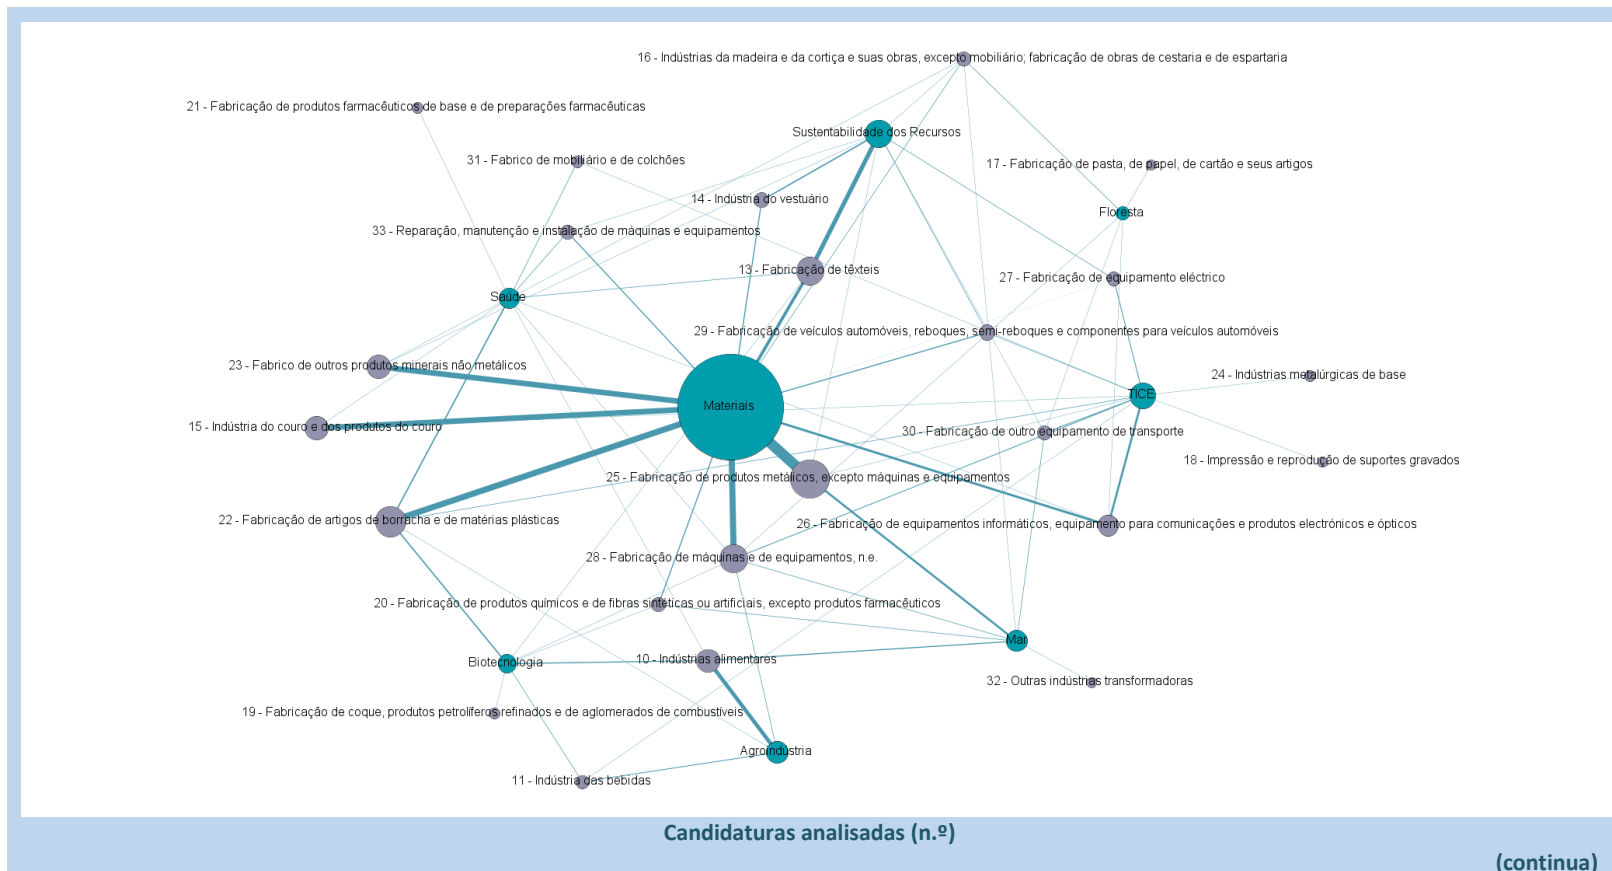 16 - Indústrias da madeira e da cortiça e suas obras, excepto mobiliário; fabricação de obras de cestaria e de espartaria
21 - Fabricação de produtos farmacêuticos de base e de preparações farmacêuticas
Sustentabilidade dos Recursos
31 - Fabrico de mobiliário e de colchões
17 - Fabricação de pasta, de papel, de cartão e seus artigos
14 - Indústria do vestuário
Floresta
33 - Reparação, manutenção e instalação de máquinas e equipamentos
13 - Fabricação de têxteis
27 - Fabricação de equipamento eléctrico
Saúde
29 - Fabricação de veículos automóveis, reboques, semi-reboques e componentes para veículos automóveis
23 - Fabrico de outros produtos minerais não metálicos
24 - Indústrias metalúrgicas de base
TICE
Materiais
15 - Indústria do couro e dos produtos do couro
30 - Fabricação de outro equipamento de transporte
18 - Impressão e reprodução de suportes gravados
25 - Fabricação de produtos metálicos, excepto máquinas e equipamentos
22 - Fabricação de artigos de borracha e de matérias plásticas
26 - Fabricação de equipamentos informáticos, equipamento para comunicações e produtos electrónicos e ópticos
28 - Fabricação de máquinas e de equipamentos, n.e.
20 - Fabricação de produtos químicos e de fibras sintéticas ou artificiais, excepto produtos farmacêuticos
Mar
Biotecnologia
10 - Indústrias alimentares
32 - Outras indústrias transformadoras
19 - Fabricação de coque, produtos petrolíferos refinados e de aglomerados de combustíveis
Agroindústria
11 - Indústria das bebidas
Candidaturas analisadas (n.º)
(continua)